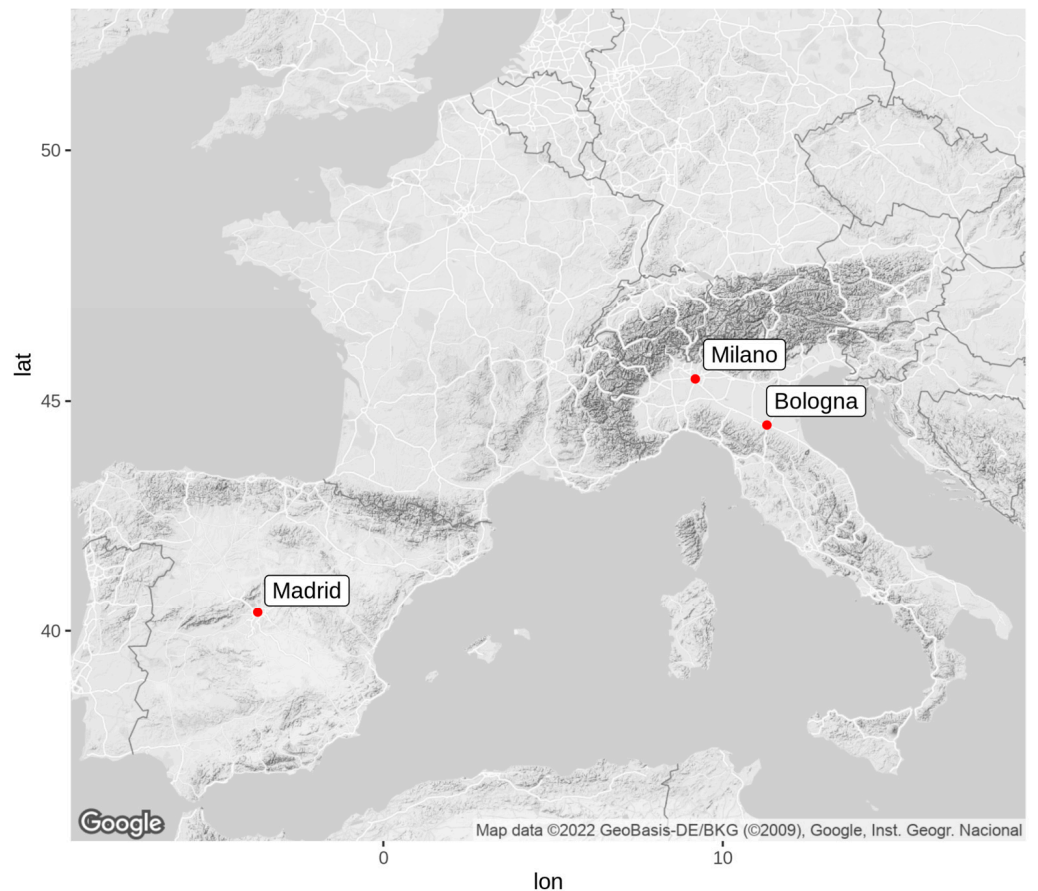 50
Milano
lat
45
Bologna
Madrid
40
Google
Map data ©2022 GeoBasis-DE/BKG (©2009), Google, Inst. Geogr. Nacional
0
10
lon